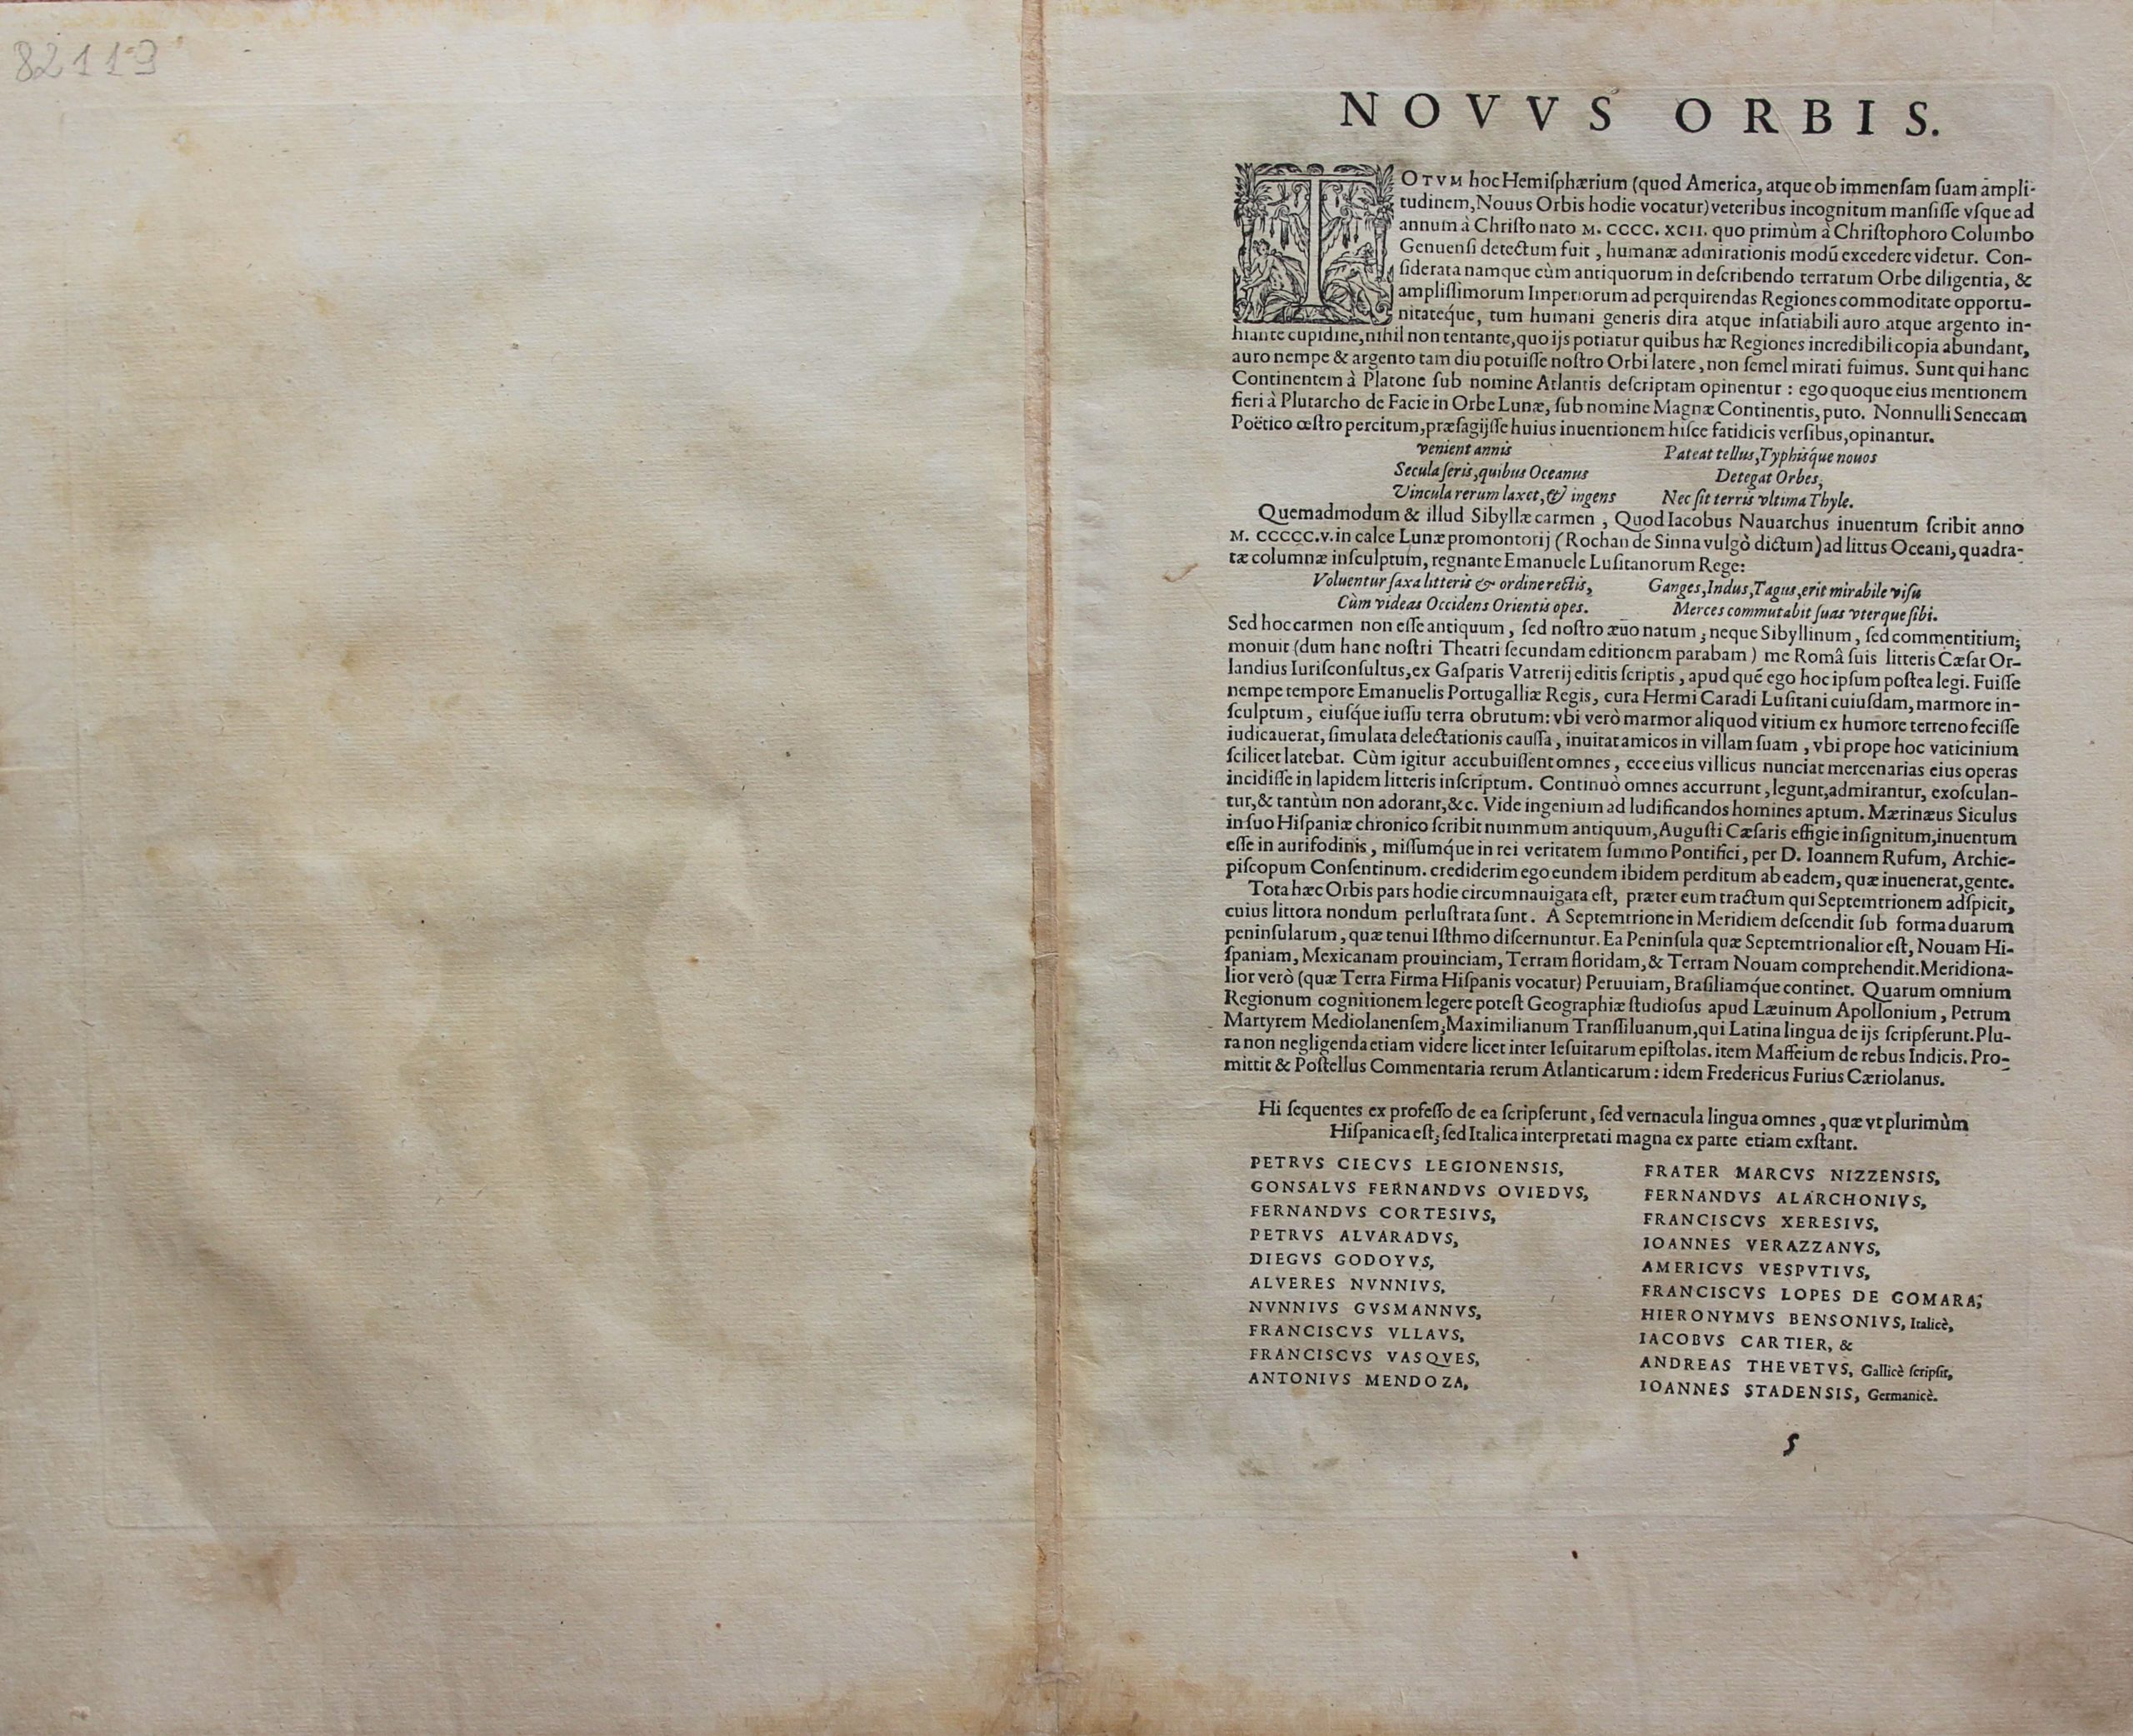 82119
NOVVS ORBIS.
TOTVM hoc Hemiſphærium (quod America, atque ob immenſam ſuam ampli-
tudinem, Nouus Orbis hodie vocatur) veteribus incognitum manſiſſe vſque ad
annum à Chriſto nato M. CCCC. XCII. quo primùm à Chriſtophoro Columbo
Genuenſi detectum fuit, humanæ admirationis modũ excedere videtur. Con-
ſiderata namque cùm antiquorum in deſcribendo terrarum Orbe diligentia, &
ampliſſimorum Imperiorum ad perquirendas Regiones commoditate opportu-
nitatéque, tum humani generis dira atque inſatiabili auro atque argento in-
hiante cupidine, nihil non tentante, quo ijs potiatur quibus hæ Regiones incredibili copia abundant,
auro nempe & argento tam diu potuiſſe noſtro Orbi latere, non ſemel mirati fuimus. Sunt qui hanc
Continentem à Platone ſub nomine Atlantis deſcriptam opinentur : ego quoque eius mentionem
fieri à Plutarcho de Facie in Orbe Lunæ, ſub nomine Magnæ Continentis, puto. Nonnulli Senecam
Poëtico œſtro percitum, præſagijſſe huius inuentionem hiſce fatidicis verſibus, opinantur.
venient annis
Secula ſeris, quibus Oceanus
Vincula rerum laxet, & ingens
Pateat tellus, Typhíſque nouos
Detegat Orbes,
Nec ſit terris vltima Thyle.
Quemadmodum & illud Sibyllæ carmen, Quod Iacobus Nauarchus inuentum ſcribit anno
M. CCCCC.V. in calce Lunæ promontorij (Rochan de Sinna vulgò dictum) ad littus Oceani, quadra-
tæ columnæ inſculptum, regnante Emanuele Luſitanorum Rege:
Voluentur ſaxa litteris & ordine rectis,
Cùm videas Occidens Orientis opes.
Ganges, Indus, Tagus, erit mirabile viſu
Merces commutabit ſuas vterque ſibi.
Sed hoc carmen non eſſe antiquum, ſed noſtro æuo natum; neque Sibyllinum, ſed commentitium;
monuit (dum hanc noſtri Theatri ſecundam editionem parabam) me Româ ſuis litteris Cæſar Or-
landius Iuriſconſultus, ex Gaſparis Varrerij editis ſcriptis, apud quẽ ego hoc ipſum poſtea legi. Fuiſſe
nempe tempore Emanuelis Portugalliæ Regis, cura Hermi Caradi Luſitani cuiuſdam, marmore in-
ſculptum, eiuſq́ue iuſſu terra obrutum: vbi verò marmor aliquod vitium ex humore terreno feciſſe
iudicauerat, ſimulata delectationis cauſſa, inuitat amicos in villam ſuam, vbi prope hoc vaticinium
ſcilicet latebat. Cùm igitur accubuiſſent omnes, ecce eius villicus nunciat mercenarias eius operas
incidiſſe in lapidem litteris inſcriptum. Continuò omnes accurrunt, legunt, admirantur, exoſculan-
tur, & tantùm non adorant, &c. Vide ingenium ad ludificandos homines aptum. Mærinæus Siculus
in ſuo Hiſpaniæ chronico ſcribit nummum antiquum, Auguſti Cæſaris effigie inſignitum, inuentum
eſſe in aurifodinis, miſſumq́ue in rei veritatem ſummo Pontifici, per D. Ioannem Rufum, Archie-
piſcopum Conſentinum. crediderim ego eundem ibidem perditum ab eadem, quæ inuenerat, gente.
Tota hæc Orbis pars hodie circumnauigata eſt, præter eum tractum qui Septemtrionem adſpicit,
cuius littora nondum perluſtrata ſunt. A Septemtrione in Meridiem deſcendit ſub forma duarum
peninſularum, quæ tenui Iſthmo diſcernuntur. Ea Peninſula quæ Septemtrionalior eſt, Nouam Hi-
ſpaniam, Mexicanam prouinciam, Terram floridam, & Terram Nouam comprehendit. Meridiona-
lior verò (quæ Terra Firma Hiſpanis vocatur) Peruuiam, Braſiliamq́ue continet. Quarum omnium
Regionum cognitionem legere poteſt Geographiæ ſtudioſus apud Læuinum Apollonium, Petrum
Martyrem Mediolanenſem, Maximilianum Tranſſiluanum, qui Latina lingua de ijs ſcripſerunt. Plu-
ra non negligenda etiam videre licet inter Ieſuitarum epiſtolas. item Maffeium de rebus Indicis. Pro-
mittit & Poſtellus Commentaria rerum Atlanticarum : idem Fredericus Furius Cæriolanus.
Hi ſequentes ex profeſſo de ea ſcripſerunt, ſed vernacula lingua omnes, quæ vt plurimùm
Hiſpanica eſt; ſed Italica interpretati magna ex parte etiam exſtant.
PETRVS CIECVS LEGIONENSIS,
GONSALVS FERNANDVS OVIEDVS,
FERNANDVS CORTESIVS,
PETRVS ALVARADVS,
DIEGVS GODOYVS,
ALVERES NVNNIVS,
NVNNIVS GVSMANNVS,
FRANCISCVS VLLAVS,
FRANCISCVS VASQVES,
ANTONIVS MENDOZA,
FRATER MARCVS NIZZENSIS,
FERNANDVS ALARCHONIVS,
FRANCISCVS XERESIVS,
IOANNES VERAZZANVS,
AMERICVS VESPVTIVS,
FRANCISCVS LOPES DE GOMARA;
HIERONYMVS BENSONIVS, Italicè,
IACOBVS CARTIER, &
ANDREAS THEVETVS, Gallicè ſcripſit,
IOANNES STADENSIS, Germanicè.
5